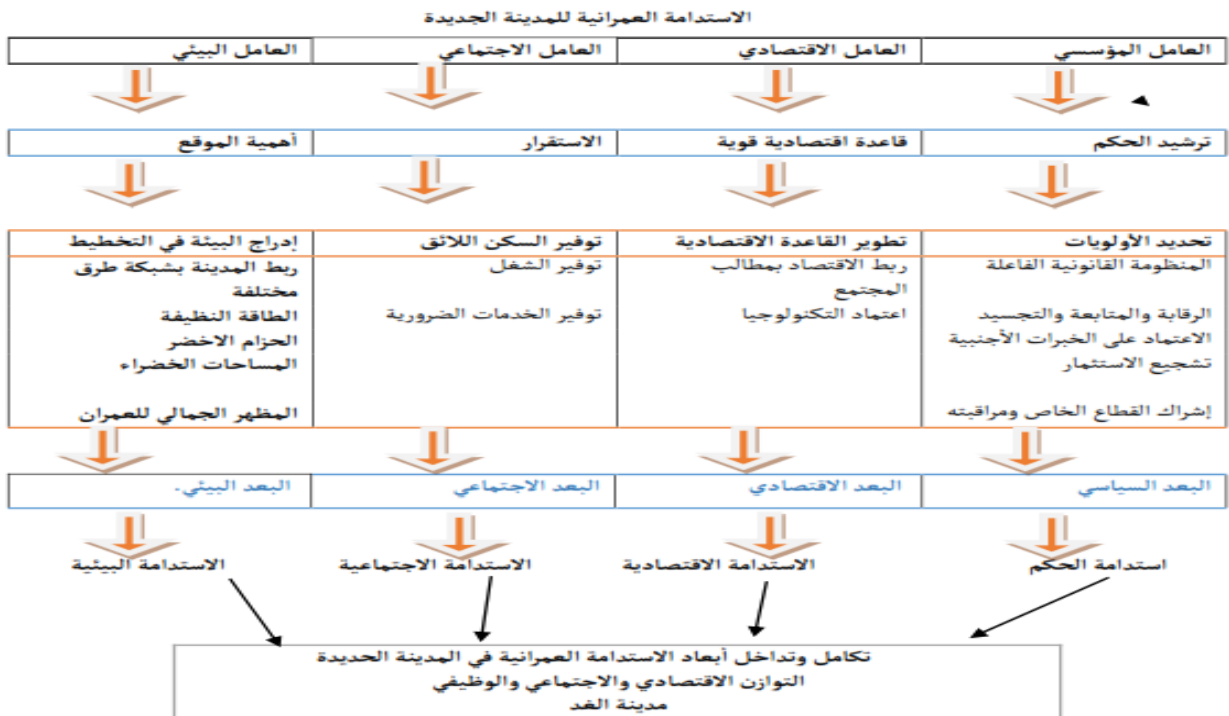 الاستدامة العمرانية للمدينة الجديدة
العامل المؤسسي
العامل الاقتصادي
العامل الاجتماعي
العامل البيئي
ترشيد الحكم
قاعدة اقتصادية قوية
الاستقرار
أهمية الموقع
تحديد الأولويات
المنظومة القانونية الفاعلة
الرقابة والمتابعة والتجسيد
الاعتماد على الخبرات الأجنبية
تشجيع الاستثمار
إشراك القطاع الخاص ومراقبته
تطوير القاعدة الاقتصادية
ربط الاقتصاد بمطالب
المجتمع
اعتماد التكنولوجيا
توفير السكن اللائق
توفير الشغل
توفير الخدمات الضرورية
إدراج البيئة في التخطيط
ربط المدينة بشبكة طرق
مختلفة
الطاقة النظيفة
الحزام الاخضر
المساحات الخضراء
المظهر الجمالي للعمران
البعد السياسي
البعد الاقتصادي
البعد الاجتماعي
البعد البيئي.
استدامة الحكم
الاستدامة الاقتصادية
الاستدامة الاجتماعية
الاستدامة البيئية
تكامل وتداخل أبعاد الاستدامة العمرانية في المدينة الحديدة
التوازن الاقتصادي والاجتماعي والوظيفي
مدينة الغد